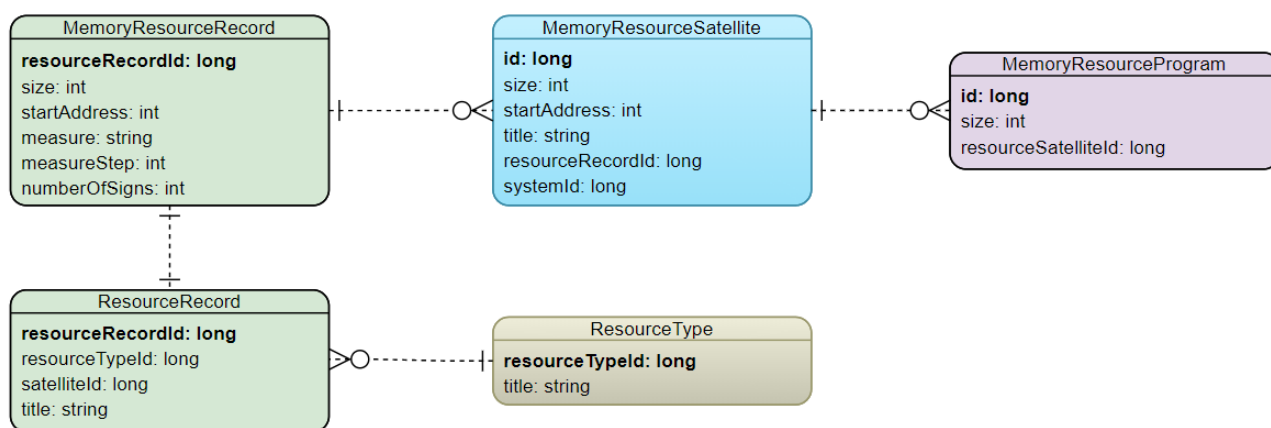 MemoryResourceRecord
resourceRecordId: long
size: int
startAddress: int
measure: string
measureStep: int
numberOfSigns: int
MemoryResourceSatellite
id: long
size: int
startAddress: int
title: string
resourceRecordId: long
systemId: long
MemoryResourceProgram
id: long
size: int
resourceSatelliteId: long
ResourceRecord
resourceRecordId: long
resourceTypeId: long
satelliteId: long
title: string
ResourceType
resourceTypeId: long
title: string